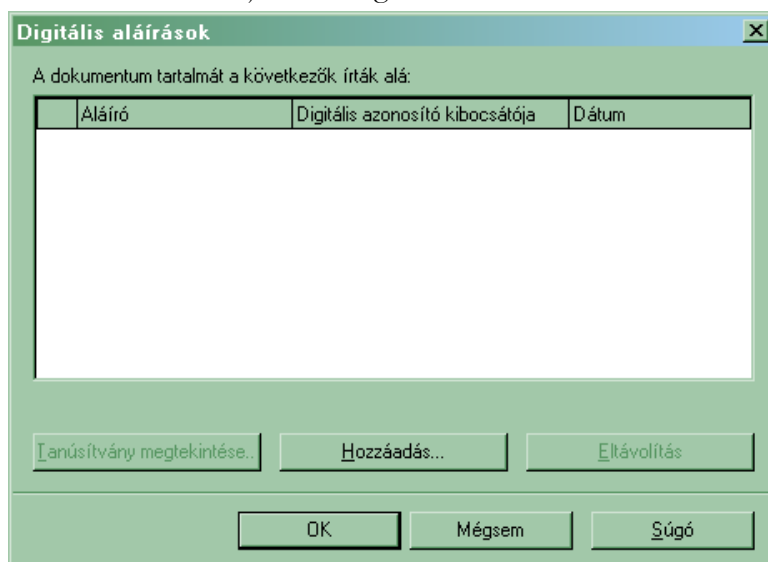 Digitális aláírások
A dokumentum tartalmát a következők írták alá:
Aláíró Digitális azonosító kibocsátója Dátum
Tanúsítvány megtekintése..
Hozzáadás...
Eltávolítás
OK
Mégsem
Súgó